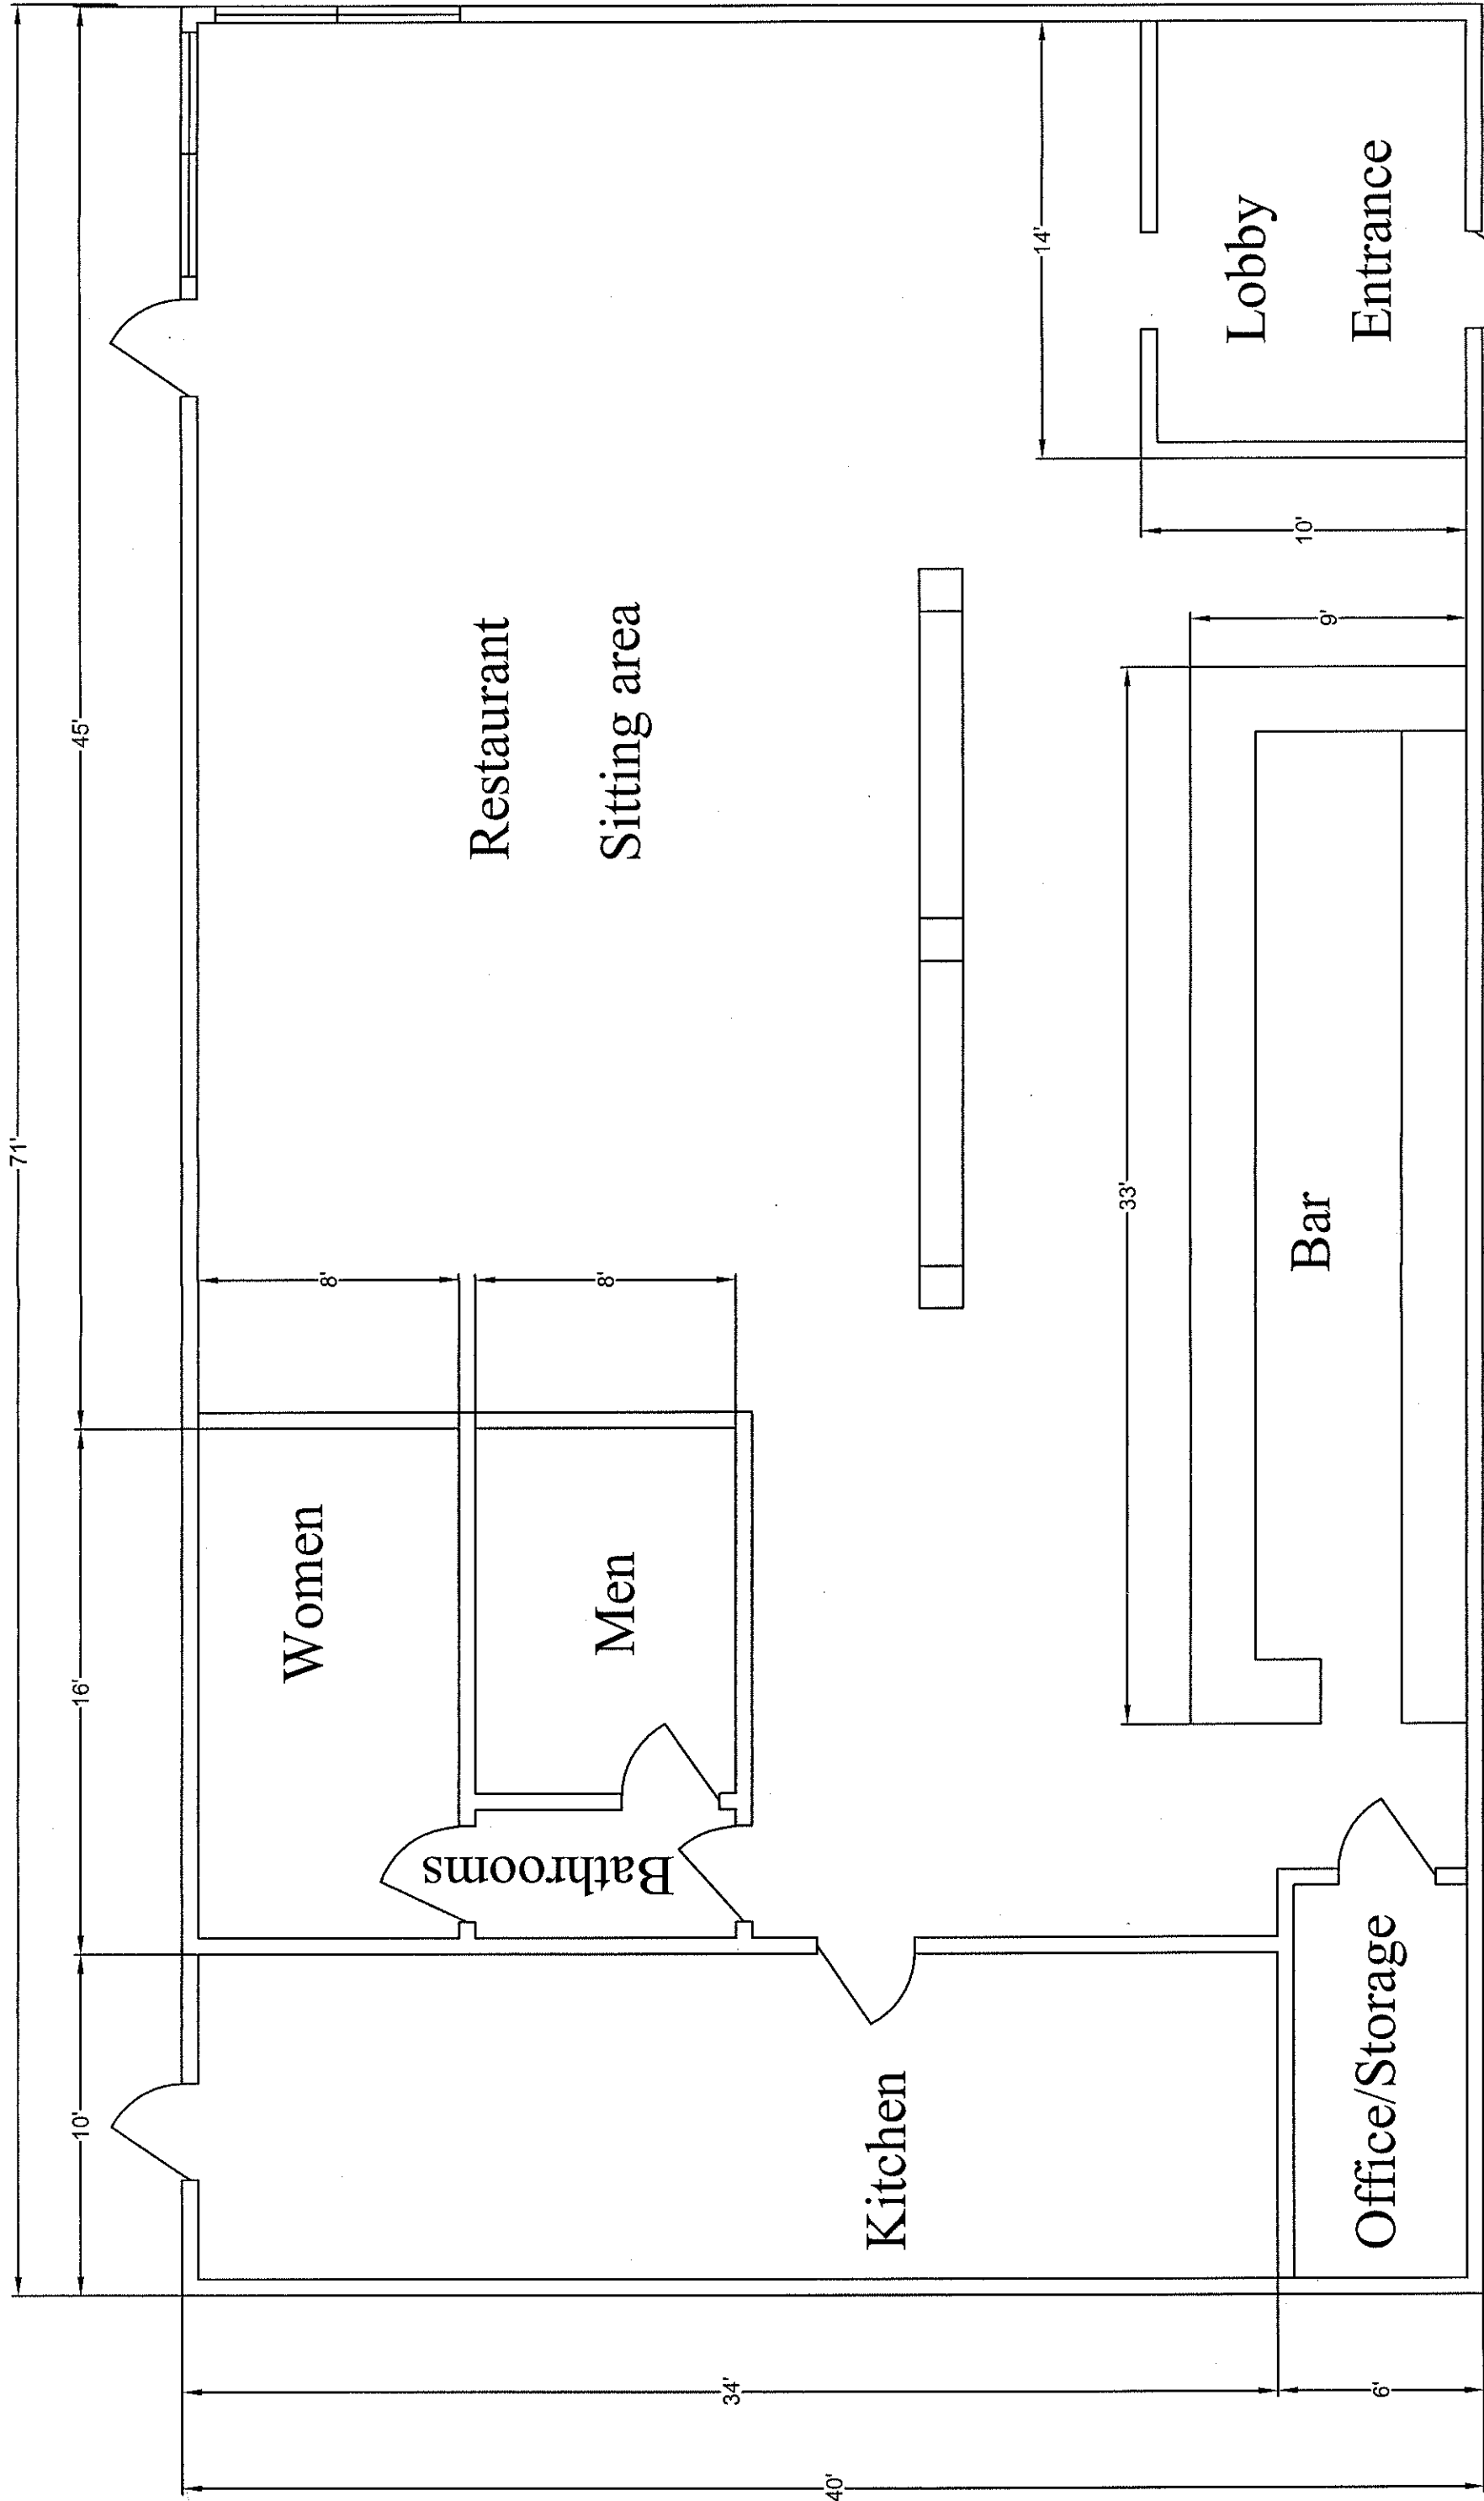 71'
10'
16'
45'
40'
34'
6'
8'
8'
14'
10'
9'
33'
Women
Men
Bathrooms
Restaurant
Sitting area
Kitchen
Office/Storage
Bar
Lobby
Entrance